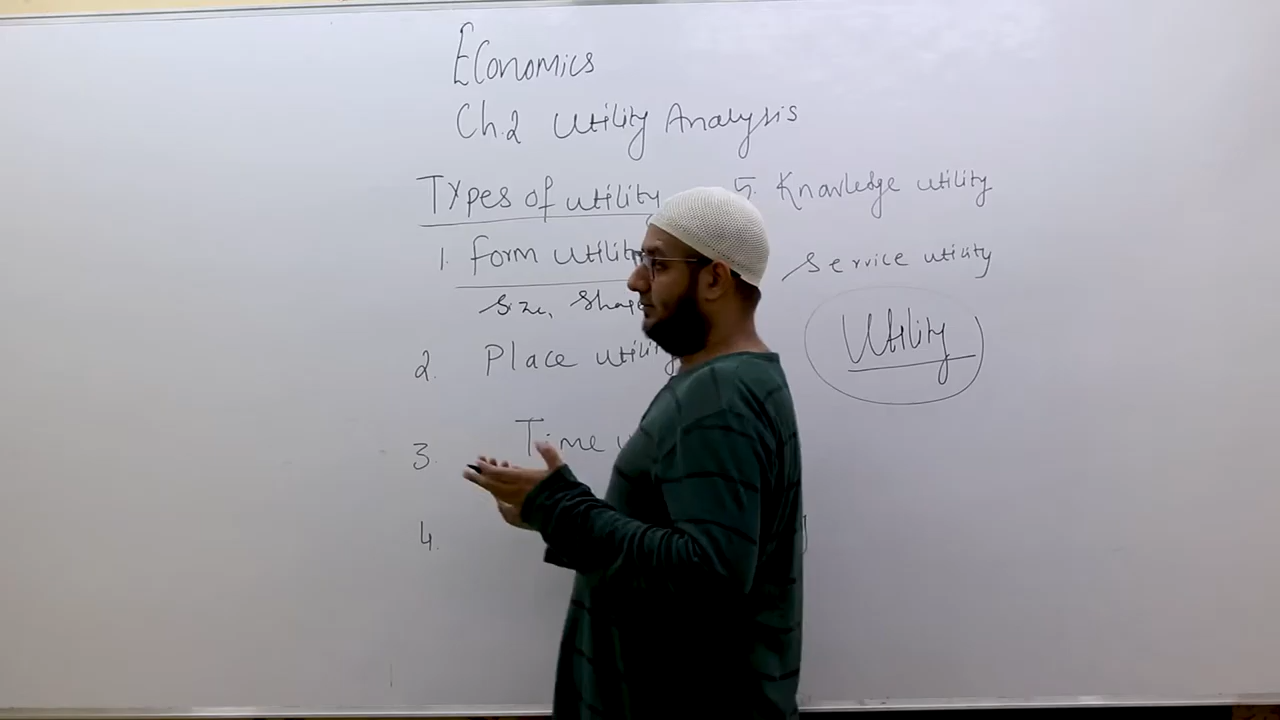 Economics
Ch.2 Utility Analysis
Types of utility
1. Form utility
Size, Shape
2. Place utility
3. Time
4.
5. Knowledge utility
Service utility
Utility